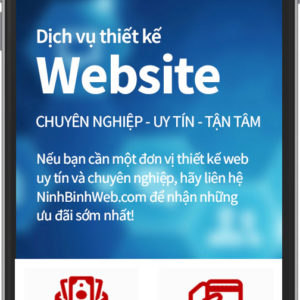 Dịch vụ thiết kế
Website
CHUYÊN NGHIỆP - UY TÍN - TẬN TÂM
Nếu bạn cần một đơn vị thiết kế web
uy tín và chuyên nghiệp, hãy liên hệ
NinhBinhWeb.com để nhận những
ưu đãi sớm nhất!